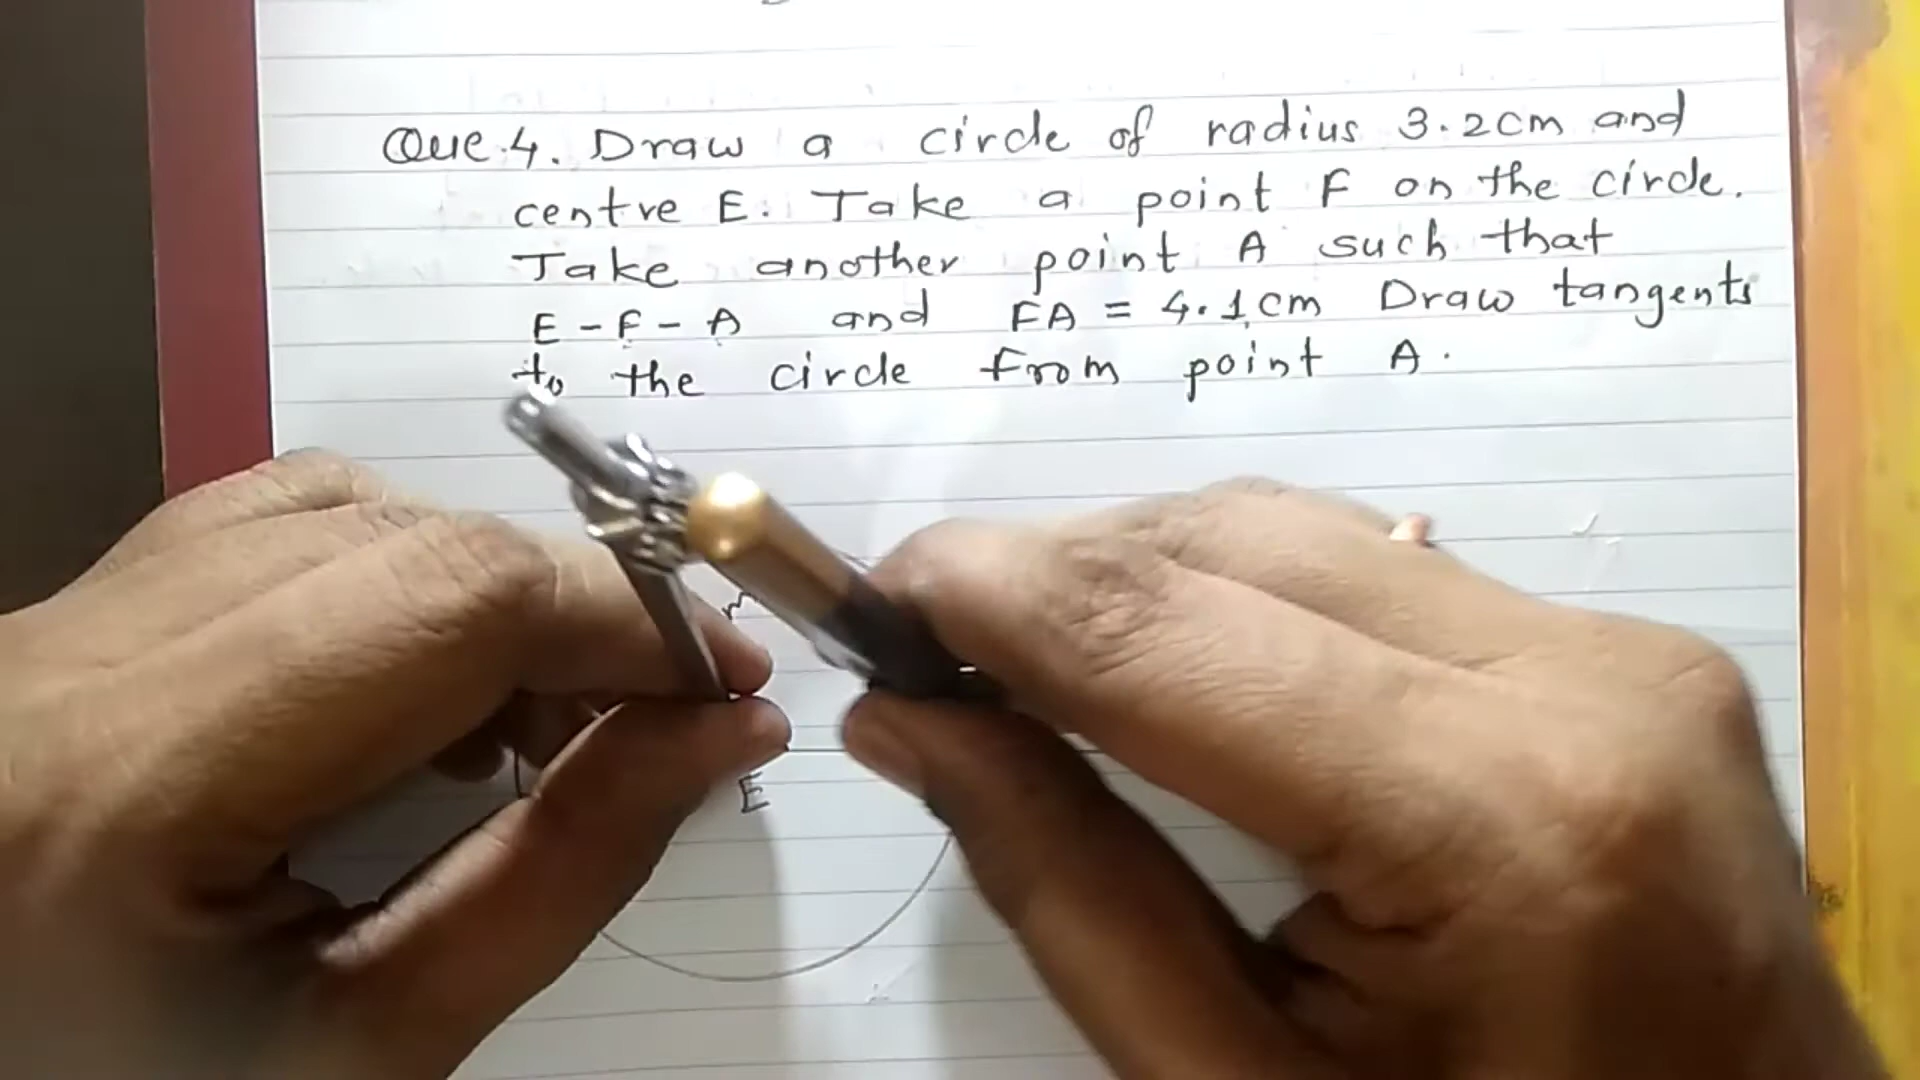 Que.4. Draw a circle of radius 3.2cm and
centre E. Take a point F on the circle.
Take another point A such that
E - F - A and FA = 4.1cm Draw tangents
to the circle from point A.
m
E